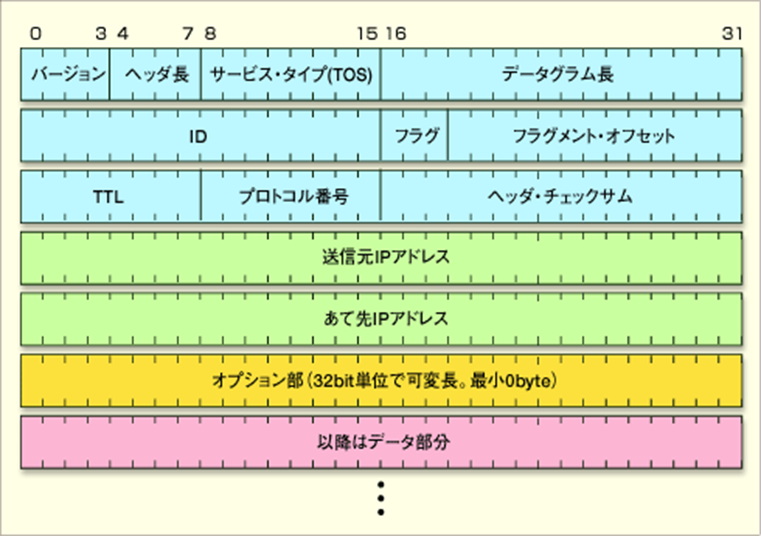 0 3 4 7 8 15 16 31
バージョン ヘッダ長 サービス・タイプ(TOS) データグラム長
ID フラグ フラグメント・オフセット
TTL プロトコル番号 ヘッダ・チェックサム
送信元IPアドレス
あて先IPアドレス
オプション部(32bit単位で可変長。最小0byte)
以降はデータ部分